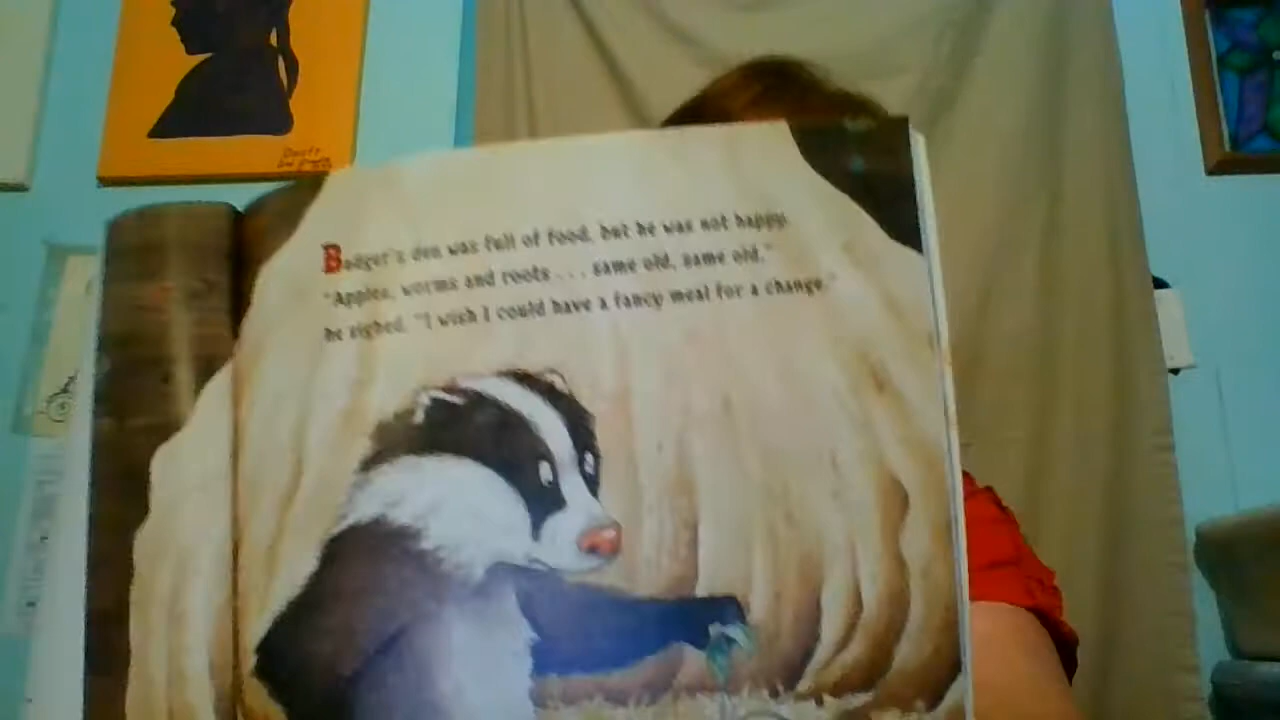 Badger's den was full of food, but he was not happy.
"Apples, worms and roots . . . same old, same old,"
he sighed. "I wish I could have a fancy meal for a change."